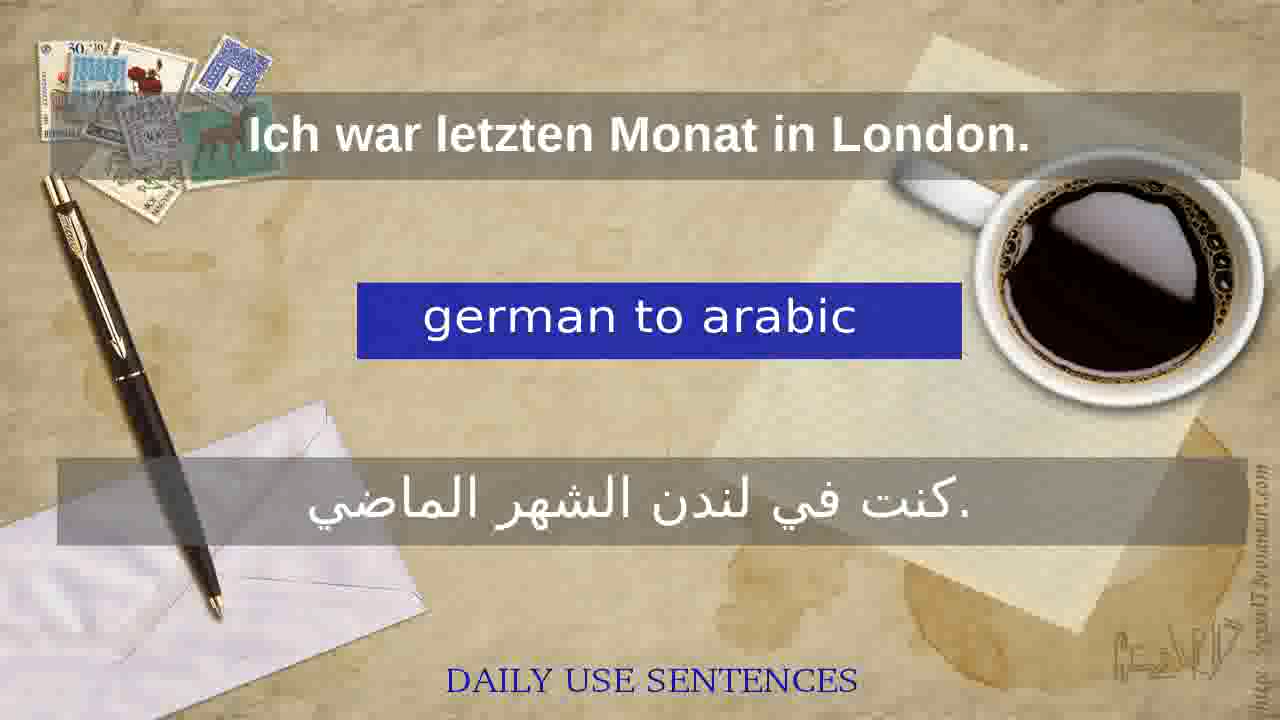 Ich war letzten Monat in London.
german to arabic
كنت في لندن الشهر الماضي.
DAILY USE SENTENCES